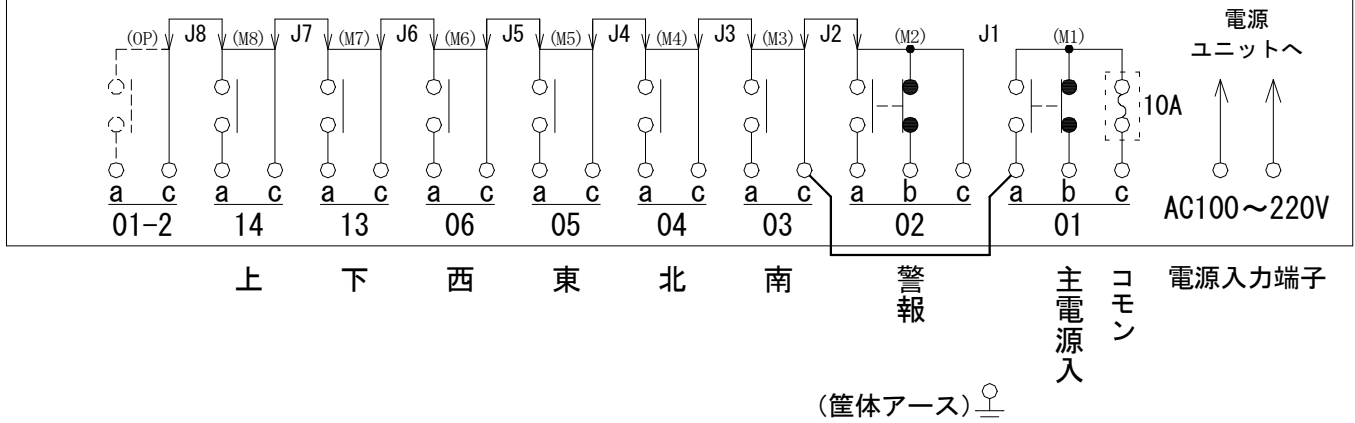 電源
ユニットへ
(OP) J8 (M8) J7 (M7) J6 (M6) J5 (M5) J4 (M4) J3 (M3) J2 (M2) J1 (M1)
10A
a c a c a c a c a c a c a c a b c a b c
01-2 14 13 06 05 04 03 02 01 AC100～220V
上 下 西 東 北 南 警報 主電源入 コモン 電源入力端子
(筐体アース)